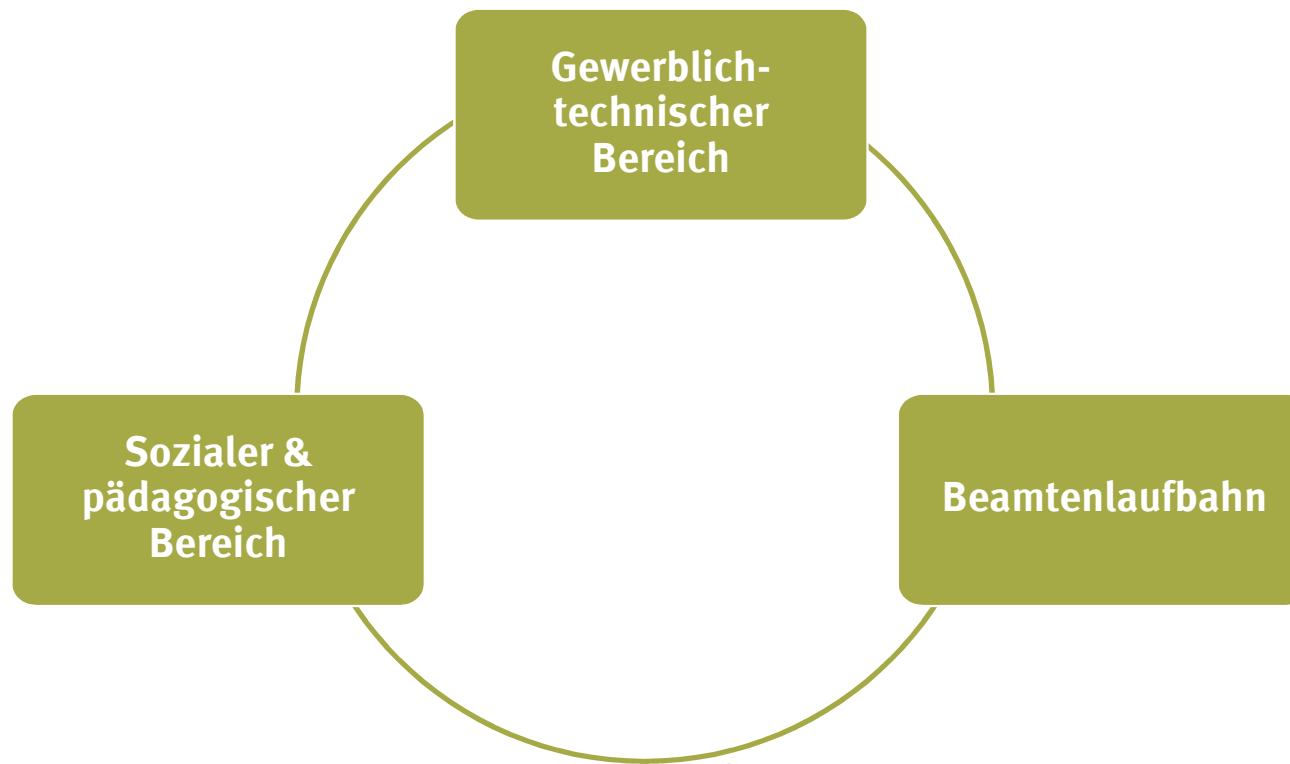 Gewerblich-
technischer
Bereich
Sozialer &
pädagogischer
Bereich
Beamtenlaufbahn